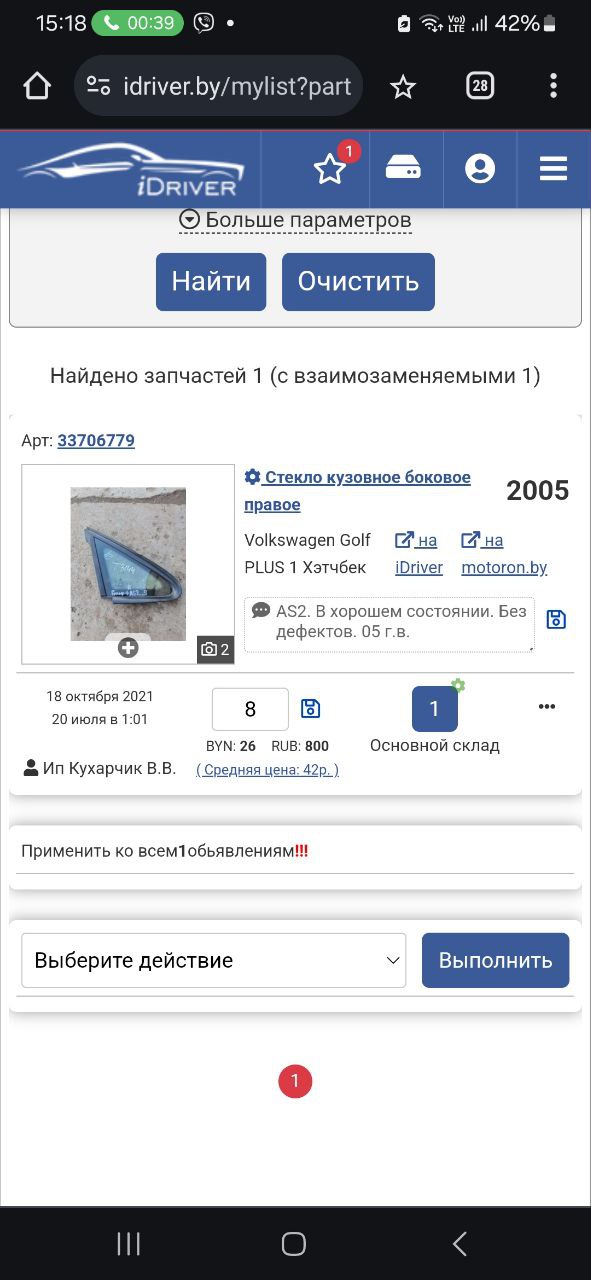 15:18 00:39 Vo)) LTE 42%
idriver.by/mylist?part 28
iDRIVER 1
Больше параметров
Найти Очистить
Найдено запчастей 1 (с взаимозаменяемыми 1)
Арт: 33706779
Стекло кузовное боковое
правое
2005
Volkswagen Golf
PLUS 1 Хэтчбек
на
iDriver
на
motoron.by
AS2. В хорошем состоянии. Без
дефектов. 05 г.в.
2
18 октября 2021
20 июля в 1:01
Ип Кухарчик В.В.
8
BYN: 26 RUB: 800
( Средняя цена: 42р. )
1
Основной склад
Применить ко всем1обьявлениям!!!
Выберите действие
Выполнить
1